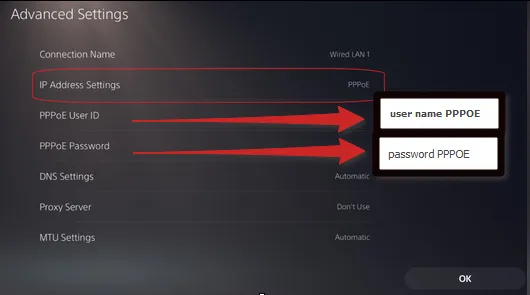 Advanced Settings
Connection Name Wired LAN 1
IP Address Settings PPPoE
PPPoE User ID user name PPPOE
PPPoE Password password PPPOE
DNS Settings Automatic
Proxy Server Don't Use
MTU Settings Automatic
OK